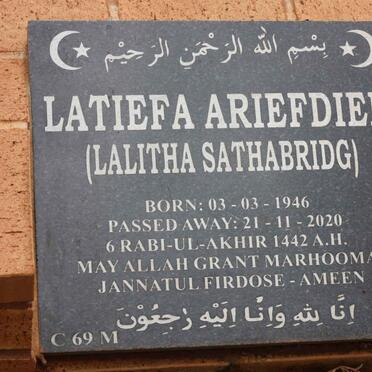 بِسْمِ اللهِ الرَّحْمٰنِ الرَّحِيْمِ
LATIEFA ARIEFDIE
(LALITHA SATHABRIDG)
BORN: 03 - 03 - 1946
PASSED AWAY: 21 - 11 - 2020
6 RABI-UL-AKHIR 1442 A.H.
MAY ALLAH GRANT MARHOOMA
JANNATUL FIRDOSE - AMEEN
اِنَّا لِلّٰهِ وَاِنَّا اِلَيْهِ رٰجِعُوْنَ
C 69 M